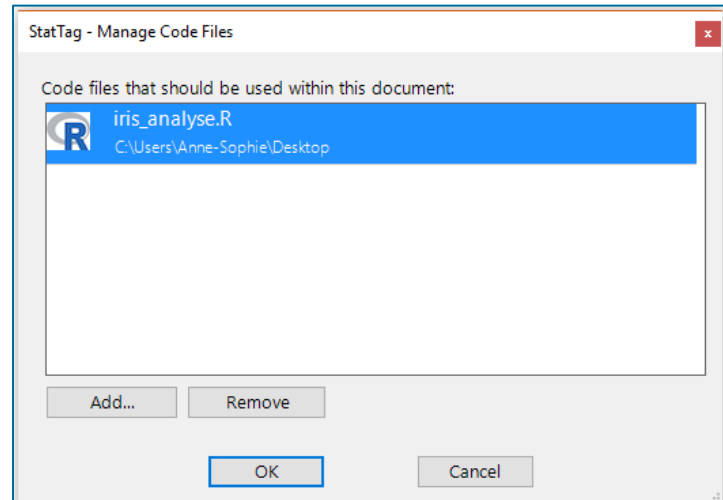 StatTag - Manage Code Files
x
Code files that should be used within this document:
R
iris_analyse.R
C:\Users\Anne-Sophie\Desktop
Add... Remove
OK Cancel